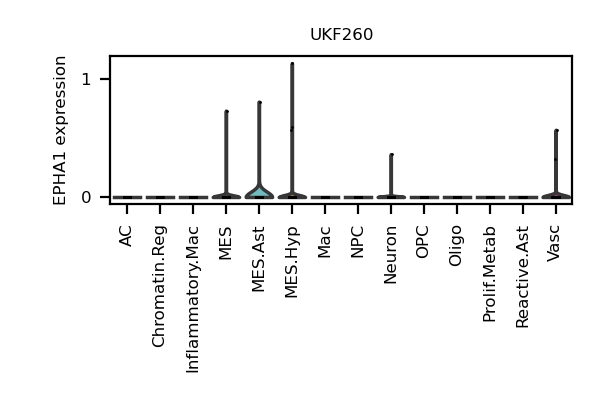 UKF260
EPHA1 expression
1
0
AC
Chromatin.Reg
Inflammatory.Mac
MES
MES.Ast
MES.Hyp
Mac
NPC
Neuron
OPC
Oligo
Prolif.Metab
Reactive.Ast
Vasc